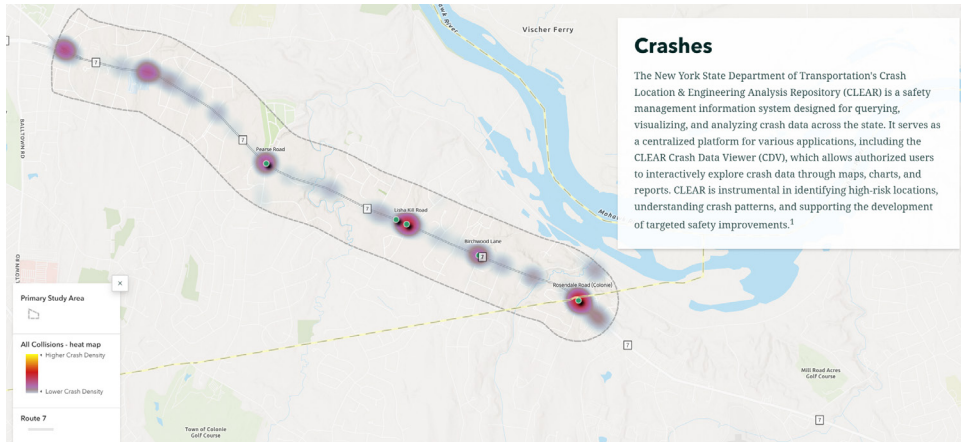 Vischer Ferry
Crashes
The New York State Department of Transportation's Crash
Location & Engineering Analysis Repository (CLEAR) is a safety
management information system designed for querying,
visualizing, and analyzing crash data across the state. It serves as
a centralized platform for various applications, including the
CLEAR Crash Data Viewer (CDV), which allows authorized users
to interactively explore crash data through maps, charts, and
reports. CLEAR is instrumental in identifying high-risk locations,
understanding crash patterns, and supporting the development
of targeted safety improvements.1
7
BALLTOWN RD
7
Pearse Road
7
Lisha Kill Road
Birchwood Lane
7
Rosendale Road (Colonie)
7
Mill Road Acres
Golf Course
7
Town of Colonie
Golf Course
×
Primary Study Area
All Collisions - heat map
Higher Crash Density
Lower Crash Density
Route 7